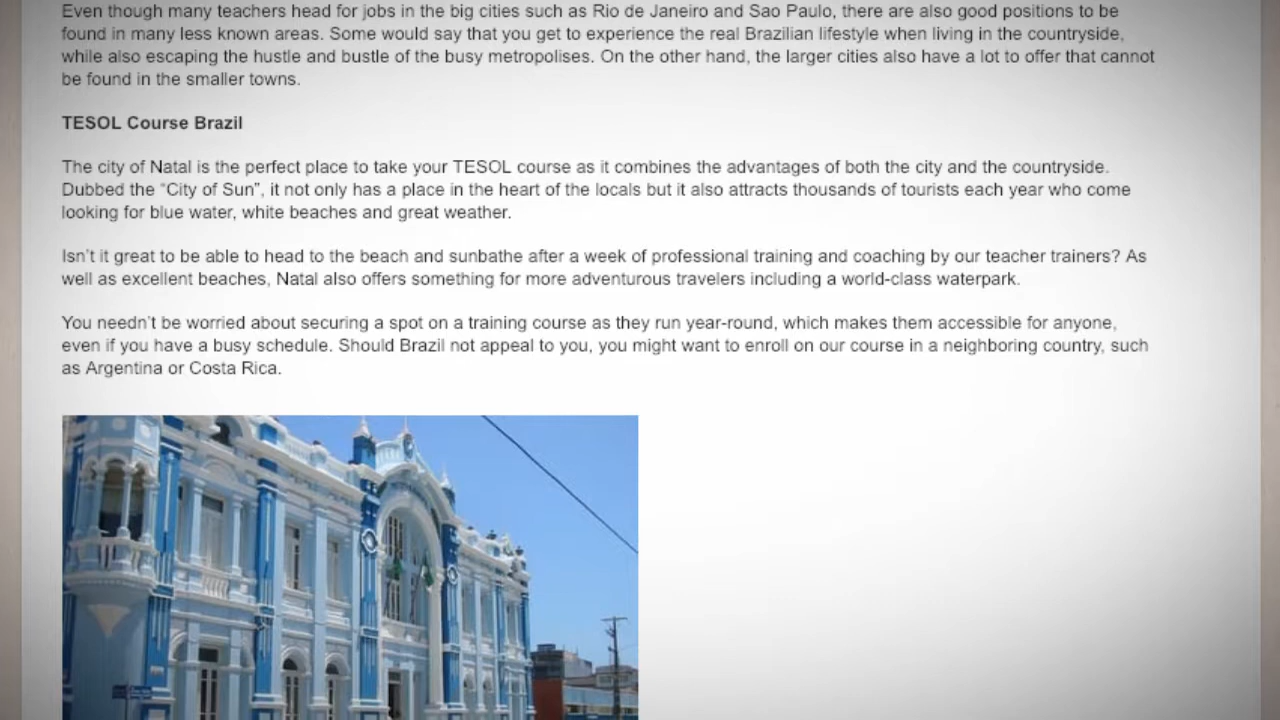 Even though many teachers head for jobs in the big cities such as Rio de Janeiro and Sao Paulo, there are also good positions to be
found in many less known areas. Some would say that you get to experience the real Brazilian lifestyle when living in the countryside,
while also escaping the hustle and bustle of the busy metropolises. On the other hand, the larger cities also have a lot to offer that cannot
be found in the smaller towns.
TESOL Course Brazil
The city of Natal is the perfect place to take your TESOL course as it combines the advantages of both the city and the countryside.
Dubbed the “City of Sun”, it not only has a place in the heart of the locals but it also attracts thousands of tourists each year who come
looking for blue water, white beaches and great weather.
Isn’t it great to be able to head to the beach and sunbathe after a week of professional training and coaching by our teacher trainers? As
well as excellent beaches, Natal also offers something for more adventurous travelers including a world-class waterpark.
You needn’t be worried about securing a spot on a training course as they run year-round, which makes them accessible for anyone,
even if you have a busy schedule. Should Brazil not appeal to you, you might want to enroll on our course in a neighboring country, such
as Argentina or Costa Rica.